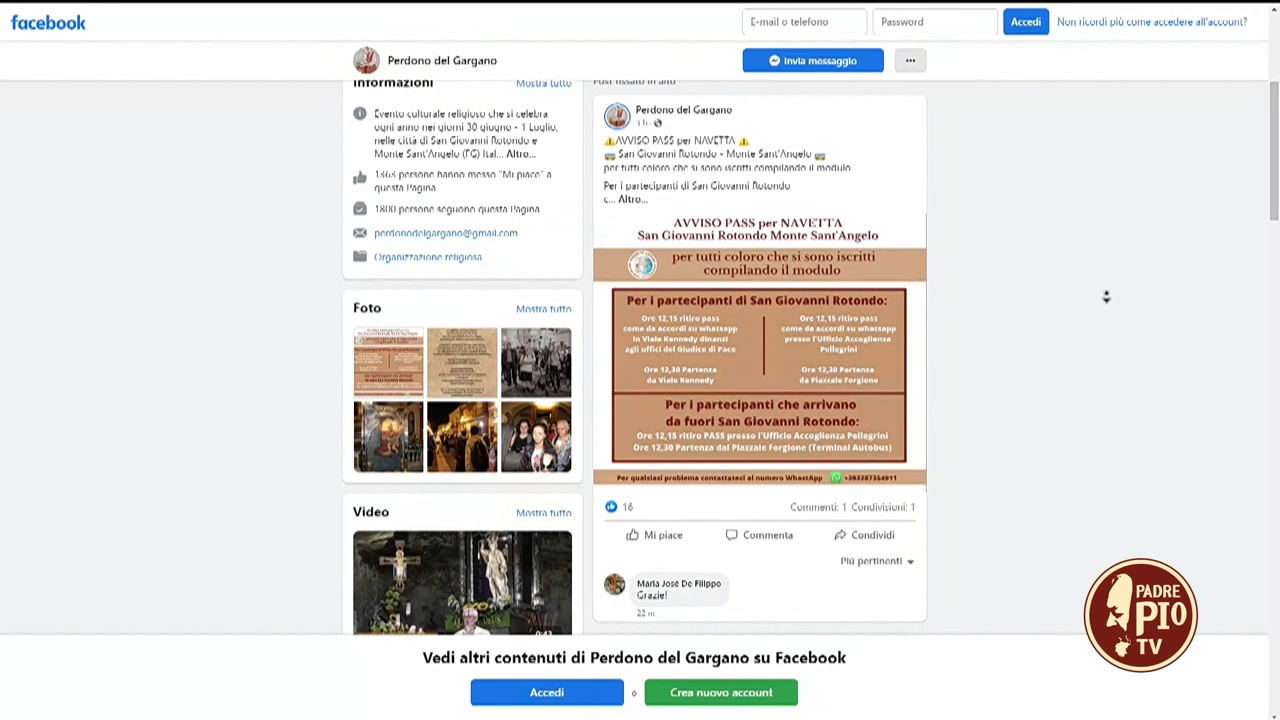 facebook
E-mail o telefono
Password
Accedi
Non ricordi più come accedere all'account?
Perdono del Gargano
Invia messaggio
Informazioni
Mostra tutto
Evento culturale religioso che si celebra
ogni anno nei giorni 30 giugno - 1 Luglio,
nelle città di San Giovanni Rotondo e
Monte Sant'Angelo (FG) Ital... Altro...
persone hanno messo "Mi piace" a
questa Pagina
1800 persone seguono questa Pagina
perdonodelgargano@gmail.com
Organizzazione religiosa
Foto
Mostra tutto
Video
Mostra tutto
0:43
Post fissato in alto
Perdono del Gargano
AVVISO PASS per NAVETTA
San Giovanni Rotondo - Monte Sant'Angelo
per tutti coloro che si sono iscritti compilando il modulo
Per i partecipanti di San Giovanni Rotondo
c... Altro...
AVVISO PASS per NAVETTA
San Giovanni Rotondo Monte Sant'Angelo
per tutti coloro che si sono iscritti
compilando il modulo
Per i partecipanti di San Giovanni Rotondo:
Ore 12,15 ritiro pass
come da accordi su whatsapp
in Viale Kennedy dinanzi
agli uffici del Giudice di Pace
Ore 12,30 Partenza
da Viale Kennedy
Ore 12,15 ritiro pass
come da accordi su whatsapp
presso l'Ufficio Accoglienza
Pellegrini
Ore 12,30 Partenza
da Piazzale Forgione
Per i partecipanti che arrivano
da fuori San Giovanni Rotondo:
Ore 12,15 ritiro PASS presso l'Ufficio Accoglienza Pellegrini
Ore 12,30 Partenza dal Piazzale Forgione (Terminal Autobus)
Per qualsiasi problema contattateci al numero WhastApp +393287354911
16
Commenti: 1 Condivisioni: 1
Mi piace
Commenta
Condividi
Più pertinenti
Maria José De Filippo
Grazie!
22 m
PADRE
PIO
TV
Vedi altri contenuti di Perdono del Gargano su Facebook
Accedi
o
Crea nuovo account